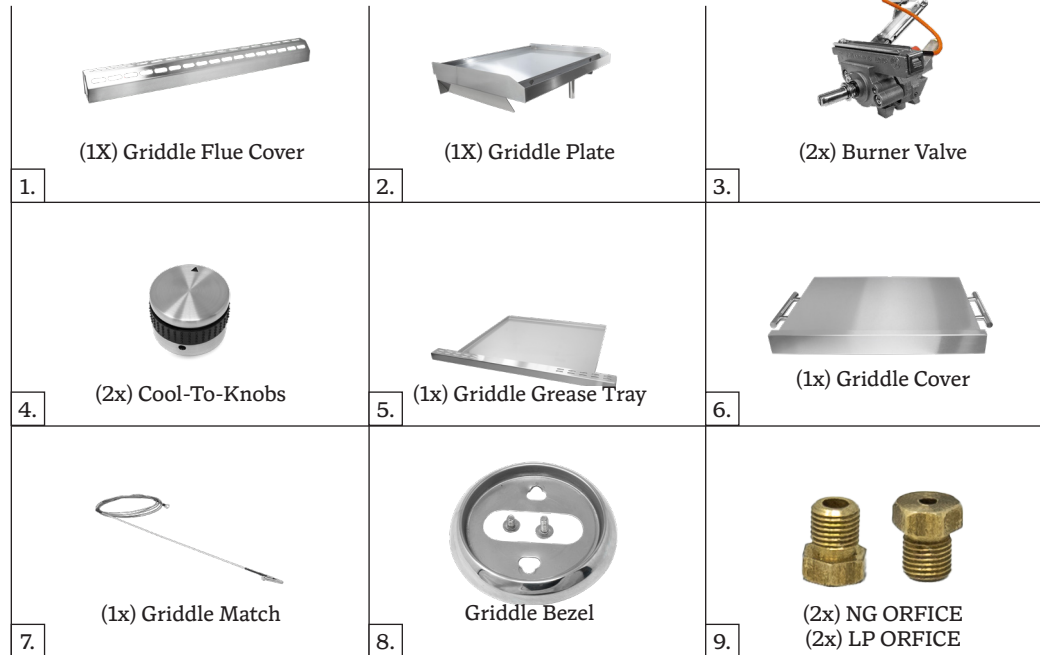 (1X) Griddle Flue Cover
1.
(1X) Griddle Plate
2.
(2x) Burner Valve
3.
(2x) Cool-To-Knobs
4.
(1x) Griddle Grease Tray
5.
(1x) Griddle Cover
6.
(1x) Griddle Match
7.
Griddle Bezel
8.
(2x) NG ORFICE
(2x) LP ORFICE
9.